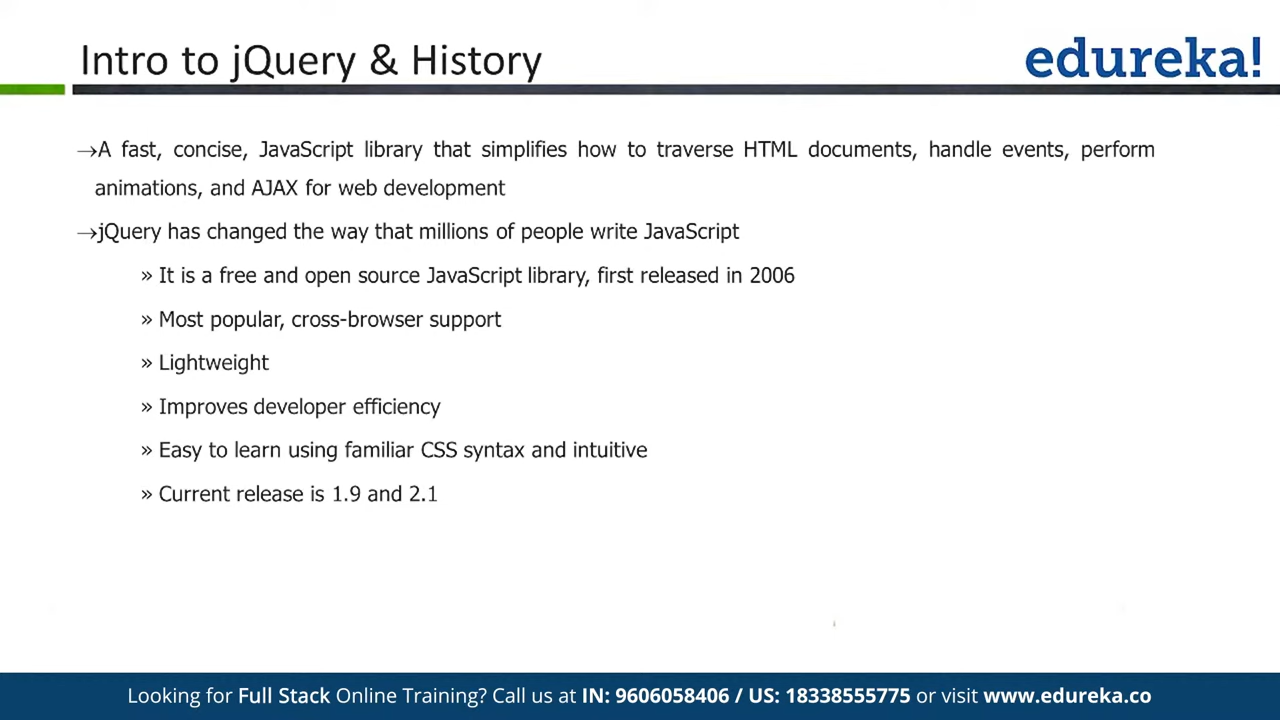 Intro to jQuery & History
edureka!
→A fast, concise, JavaScript library that simplifies how to traverse HTML documents, handle events, perform
animations, and AJAX for web development
→jQuery has changed the way that millions of people write JavaScript
» It is a free and open source JavaScript library, first released in 2006
» Most popular, cross-browser support
» Lightweight
» Improves developer efficiency
» Easy to learn using familiar CSS syntax and intuitive
» Current release is 1.9 and 2.1
Looking for Full Stack Online Training? Call us at IN: 9606058406 / US: 18338555775 or visit www.edureka.co